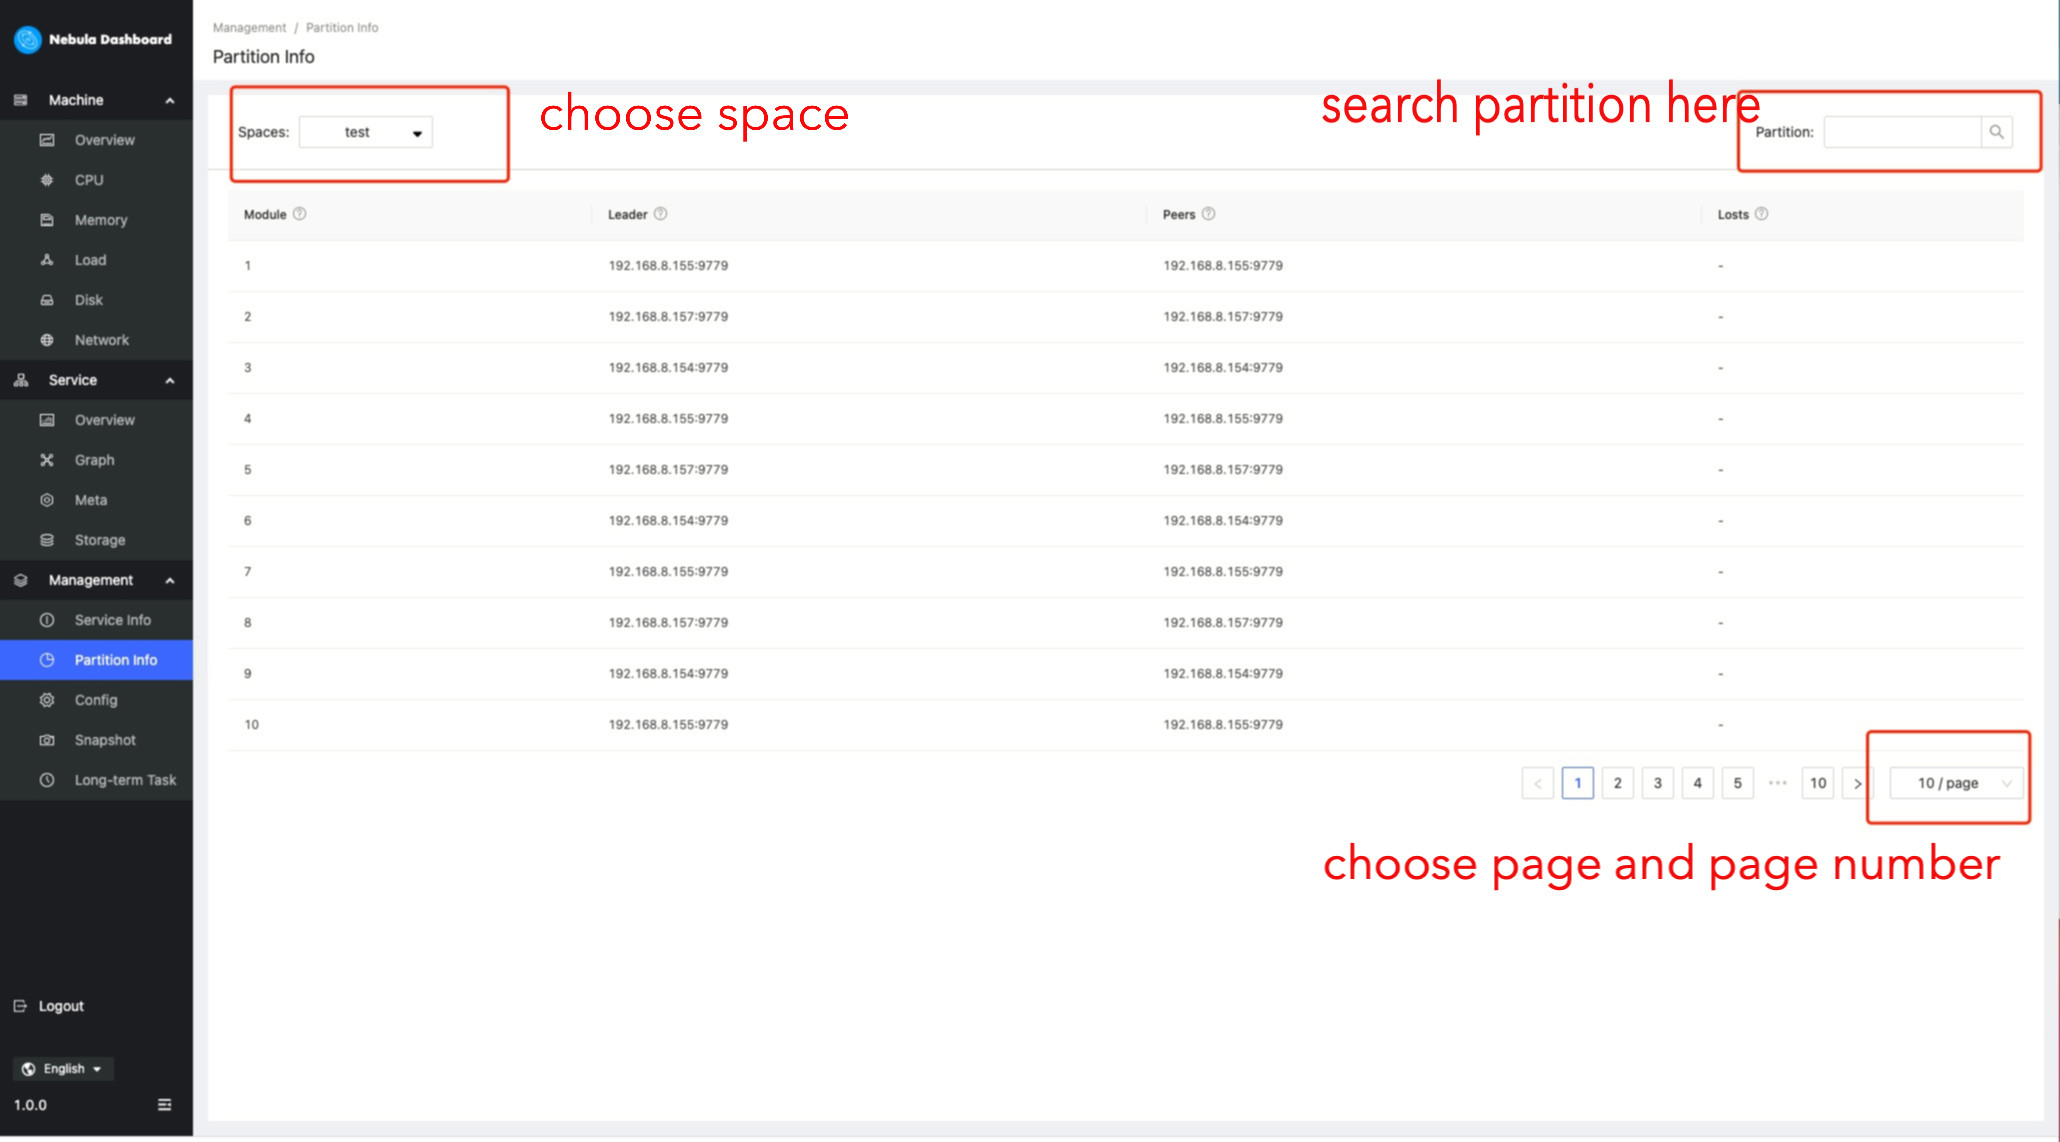 Nebula Dashboard
Machine
Overview
CPU
Memory
Load
Disk
Network
Service
Overview
Graph
Meta
Storage
Management
Service Info
Partition Info
Config
Snapshot
Long-term Task
Logout
English
1.0.0
Management / Partition Info
Partition Info
Spaces: test
choose space
search partition here
Partition:
Module Leader Peers Losts
1 192.168.8.155:9779 192.168.8.155:9779 -
2 192.168.8.157:9779 192.168.8.157:9779 -
3 192.168.8.154:9779 192.168.8.154:9779 -
4 192.168.8.155:9779 192.168.8.155:9779 -
5 192.168.8.157:9779 192.168.8.157:9779 -
6 192.168.8.154:9779 192.168.8.154:9779 -
7 192.168.8.155:9779 192.168.8.155:9779 -
8 192.168.8.157:9779 192.168.8.157:9779 -
9 192.168.8.154:9779 192.168.8.154:9779 -
10 192.168.8.155:9779 192.168.8.155:9779 -
< 1 2 3 4 5 ••• 10 > 10 / page
choose page and page number